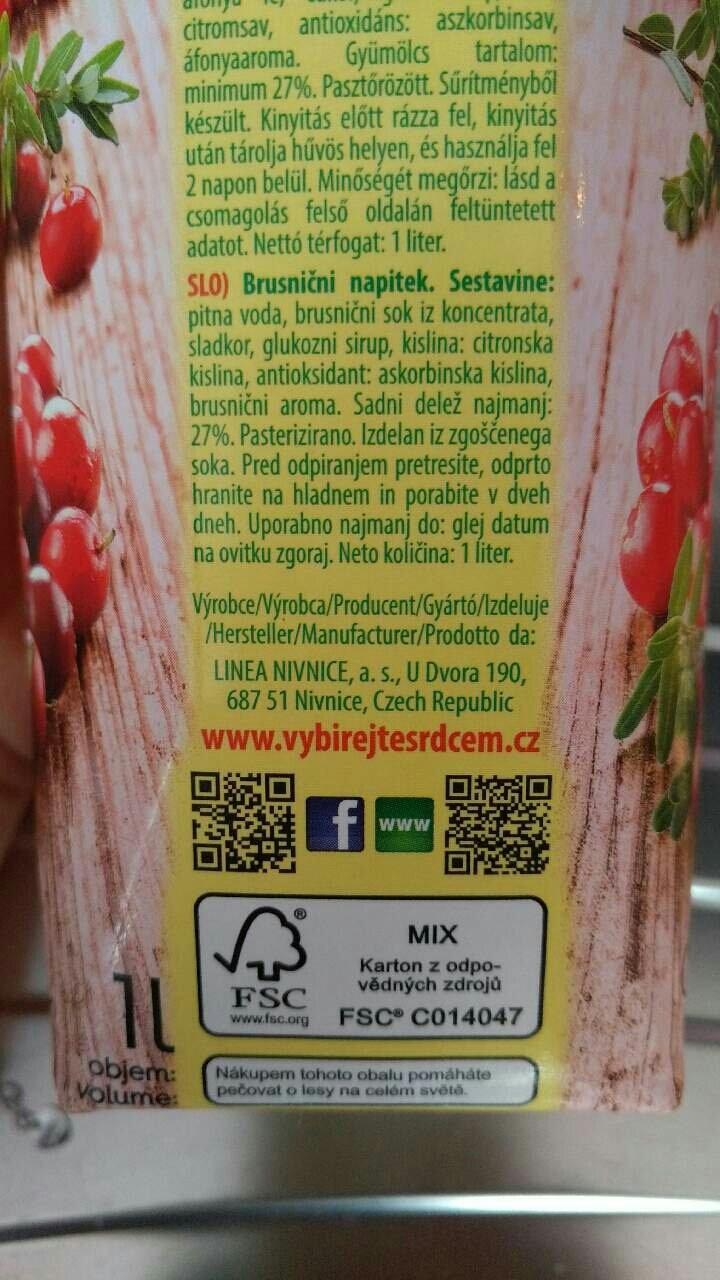 citromsav, antioxidáns: aszkorbinsav,
áfonyaaroma. Gyümölcs tartalom:
minimum 27%. Pasztőrözött. Sűrítményből
készült. Kinyitás előtt rázza fel, kinyitás
után tárolja hűvös helyen, és használja fel
2 napon belül. Minőségét megőrzi: lásd a
csomagolás felső oldalán feltüntetett
adatot. Nettó térfogat: 1 liter.
SLO) Brusnični napitek. Sestavine:
pitna voda, brusnični sok iz koncentrata,
sladkor, glukozni sirup, kislina: citronska
kislina, antioksidant: askorbinska kislina,
brusnični aroma. Sadni delež najmanj:
27%. Pasterizirano. Izdelan iz zgoščenega
soka. Pred odpiranjem pretresite, odprto
hranite na hladnem in porabite v dveh
dneh. Uporabno najmanj do: glej datum
na ovitku zgoraj. Neto količina: 1 liter.
Výrobce/Výrobca/Producent/Gyártó/Izdeluje
/Hersteller/Manufacturer/Prodotto da:
LINEA NIVNICE, a. s., U Dvora 190,
687 51 Nivnice, Czech Republic
www.vybirejtesrdcem.cz
f www
FSC®
www.fsc.org
MIX
Karton z odpo-
vědných zdrojů
FSC® C014047
1L
objem:
Volume:
Nákupem tohoto obalu pomáháte
pečovat o lesy na celém světě.